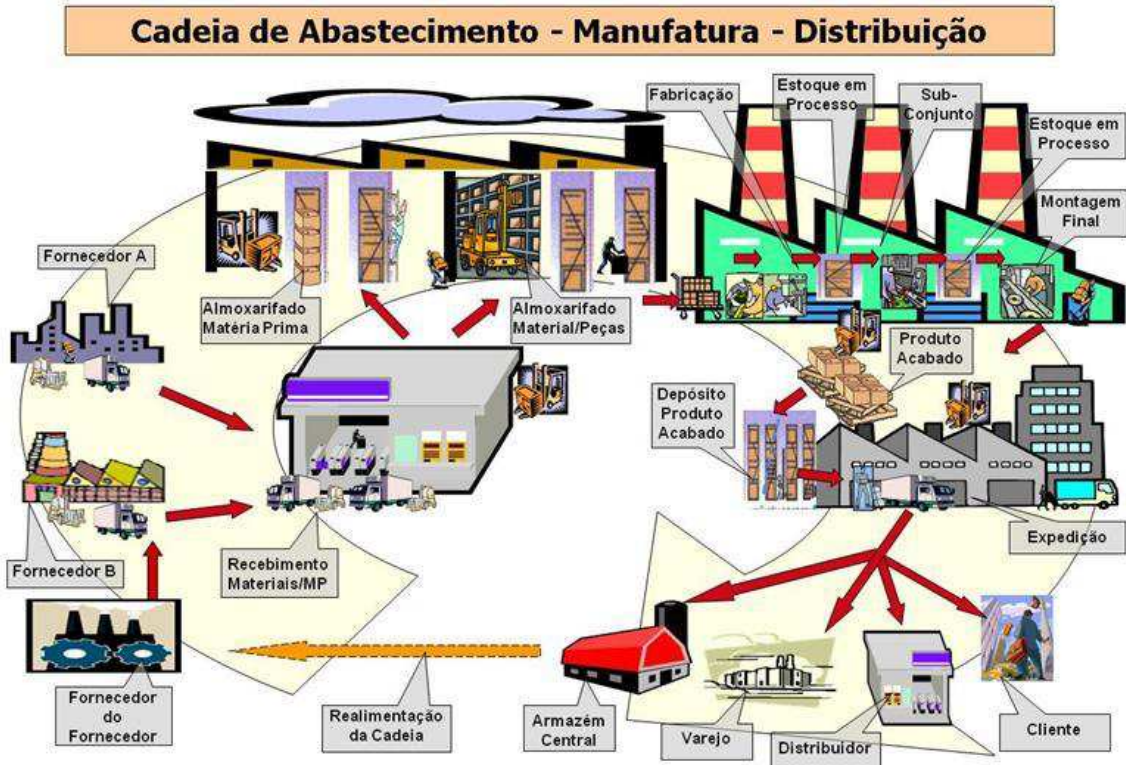 Cadeia de Abastecimento - Manufatura - Distribuição
Fabricação
Estoque em
Processo
Sub-
Conjunto
Estoque em
Processo
Montagem
Final
Fornecedor A
Almoxarifado
Matéria Prima
Almoxarifado
Material/Peças
Produto
Acabado
Depósito
Produto
Acabado
Expedição
Fornecedor B
Recebimento
Materiais/MP
Fornecedor
do
Fornecedor
Realimentação
da Cadeia
Armazém
Central
Varejo
Distribuidor
Cliente